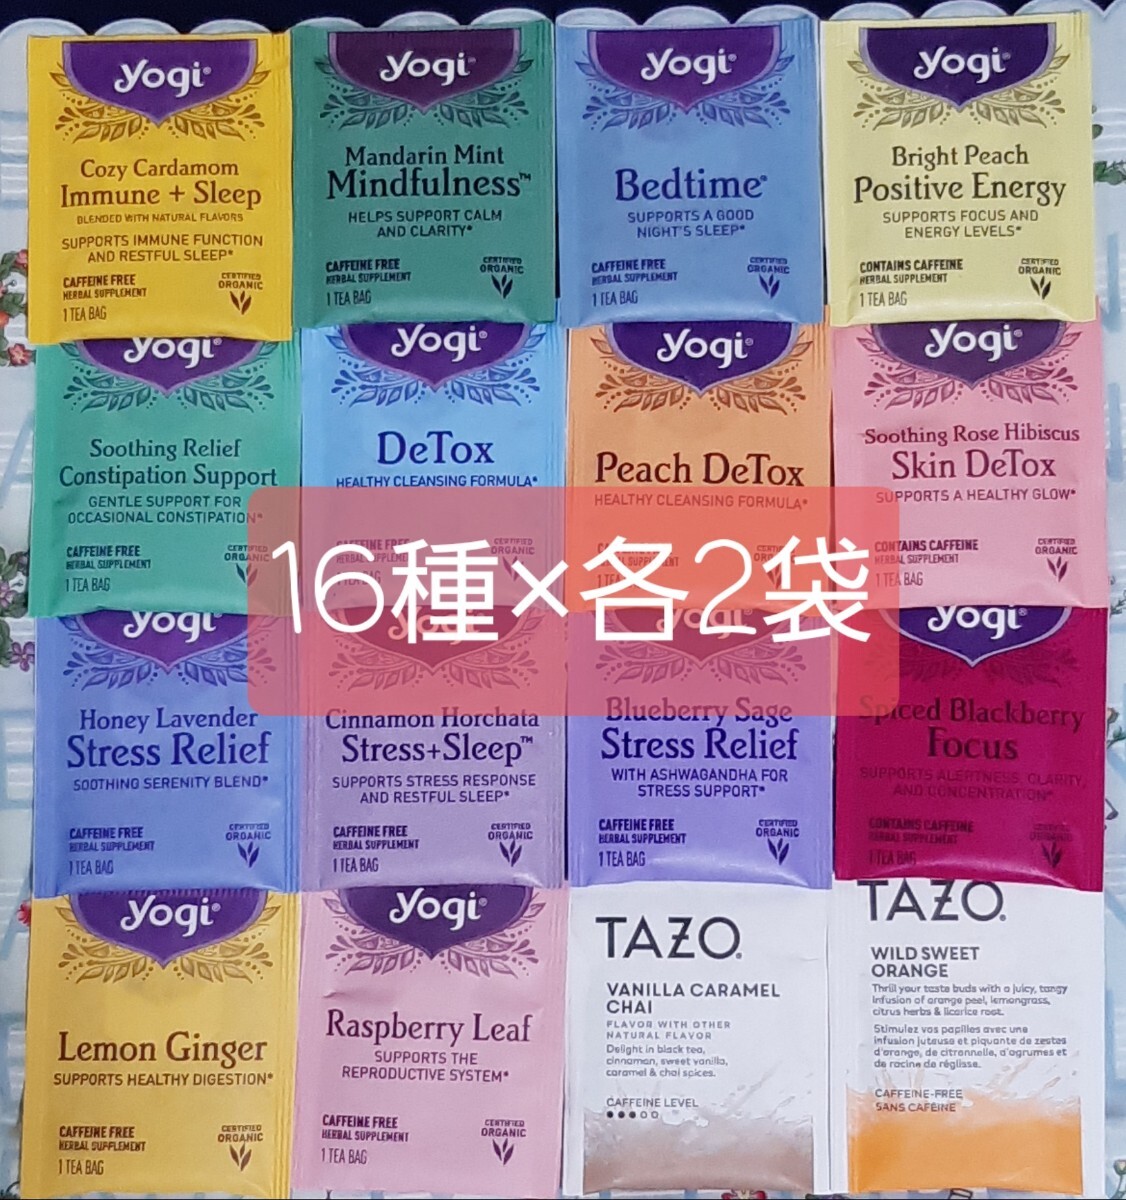 yogi®
Cozy Cardamom
Immune + Sleep
BLENDED WITH NATURAL FLAVORS
SUPPORTS IMMUNE FUNCTION
AND RESTFUL SLEEP*
CAFFEINE FREE
HERBAL SUPPLEMENT
1 TEA BAG
CERTIFIED
ORGANIC
yogi®
Mandarin Mint
Mindfulness™
HELPS SUPPORT CALM
AND CLARITY*
CAFFEINE FREE
HERBAL SUPPLEMENT
1 TEA BAG
CERTIFIED
ORGANIC
yogi®
Bedtime®
SUPPORTS A GOOD
NIGHT'S SLEEP*
CAFFEINE FREE
HERBAL SUPPLEMENT
1 TEA BAG
CERTIFIED
ORGANIC
yogi®
Bright Peach
Positive Energy
SUPPORTS FOCUS AND
ENERGY LEVELS*
CONTAINS CAFFEINE
HERBAL SUPPLEMENT
1 TEA BAG
CERTIFIED
ORGANIC
yogi®
Soothing Relief
Constipation Support
GENTLE SUPPORT FOR
OCCASIONAL CONSTIPATION*
CAFFEINE FREE
HERBAL SUPPLEMENT
1 TEA BAG
CERTIFIED
ORGANIC
yogi®
DeTox
HEALTHY CLEANSING FORMULA*
CAFFEINE FREE
HERBAL SUPPLEMENT
1 TEA BAG
CERTIFIED
ORGANIC
yogi®
Peach DeTox
HEALTHY CLEANSING FORMULA*
yogi®
Soothing Rose Hibiscus
Skin DeTox
SUPPORTS A HEALTHY GLOW*
CONTAINS CAFFEINE
HERBAL SUPPLEMENT
1 TEA BAG
CERTIFIED
ORGANIC
16種×各2袋
yogi®
Honey Lavender
Stress Relief
SOOTHING SERENITY BLEND*
CAFFEINE FREE
HERBAL SUPPLEMENT
1 TEA BAG
CERTIFIED
ORGANIC
yogi
Cinnamon Horchata
Stress+Sleep™
SUPPORTS STRESS RESPONSE
AND RESTFUL SLEEP*
CAFFEINE FREE
HERBAL SUPPLEMENT
1 TEA BAG
CERTIFIED
ORGANIC
yogi
Blueberry Sage
Stress Relief
WITH ASHWAGANDHA FOR
STRESS SUPPORT*
CAFFEINE FREE
HERBAL SUPPLEMENT
1 TEA BAG
CERTIFIED
ORGANIC
yogi®
Spiced Blackberry
Focus
SUPPORTS ALERTNESS, CLARITY,
AND CONCENTRATION*
CONTAINS CAFFEINE
HERBAL SUPPLEMENT
1 TEA BAG
CERTIFIED
ORGANIC
yogi®
Lemon Ginger
SUPPORTS HEALTHY DIGESTION*
CAFFEINE FREE
HERBAL SUPPLEMENT
1 TEA BAG
CERTIFIED
ORGANIC
yogi®
Raspberry Leaf
SUPPORTS THE
REPRODUCTIVE SYSTEM*
CAFFEINE FREE
HERBAL SUPPLEMENT
1 TEA BAG
CERTIFIED
ORGANIC
TAZO.
VANILLA CARAMEL
CHAI
FLAVOR WITH OTHER
NATURAL FLAVOR
Delight in black tea,
cinnamon, sweet vanilla,
caramel & chai spices.
CAFFEINE LEVEL
TAZO.
WILD SWEET
ORANGE
Thrill your taste buds with a juicy, tangy
infusion of orange peel, lemongrass,
citrus herbs & licorice root.
Stimulez vos papilles avec une
infusion juteuse et piquante de zestes
d'orange, de citronnelle, d'agrumes et
de racine de réglisse.
CAFFEINE-FREE
SANS CAFÉINE